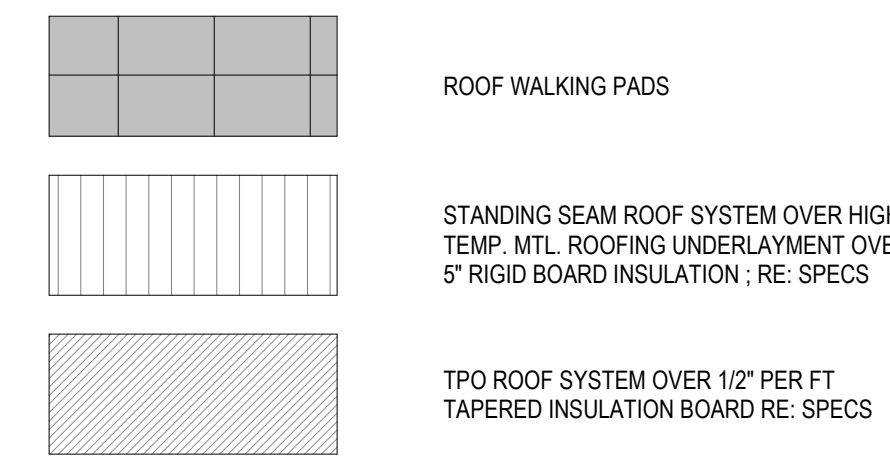 ROOF WALKING PADS
STANDING SEAM ROOF SYSTEM OVER HIGH
TEMP. MTL. ROOFING UNDERLAYMENT OVE
5" RIGID BOARD INSULATION ; RE: SPECS
TPO ROOF SYSTEM OVER 1/2" PER FT
TAPERED INSULATION BOARD RE: SPECS